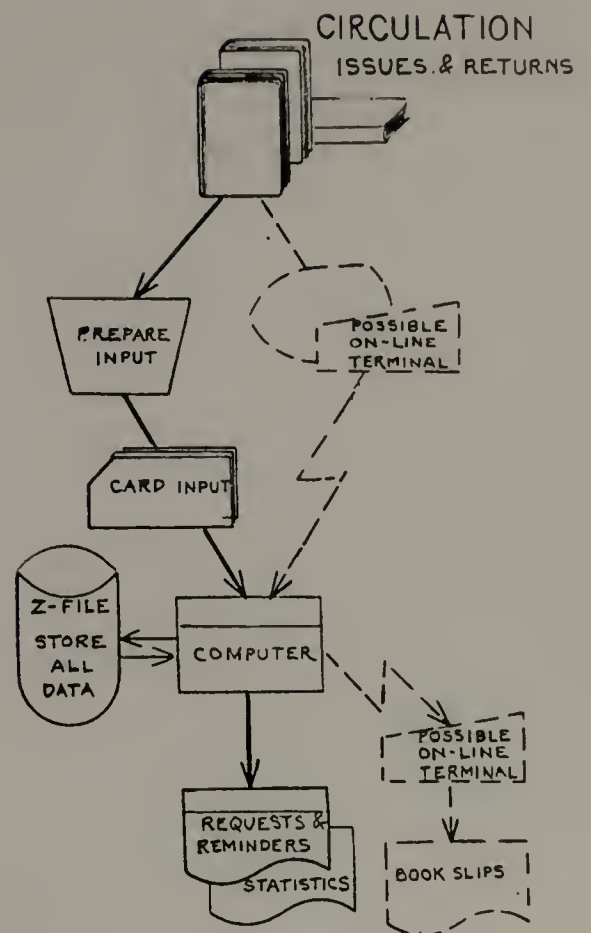 CIRCULATION
ISSUES. & RETURNS
PREPARE
INPUT
POSSIBLE
ON-LINE
TERMINAL
CARD INPUT
Z-FILE
STORE
ALL
DATA
COMPUTER
POSSIBLE
ON-LINE
TERMINAL
REQUESTS &
REMINDERS
STATISTICS
BOOK SLIPS